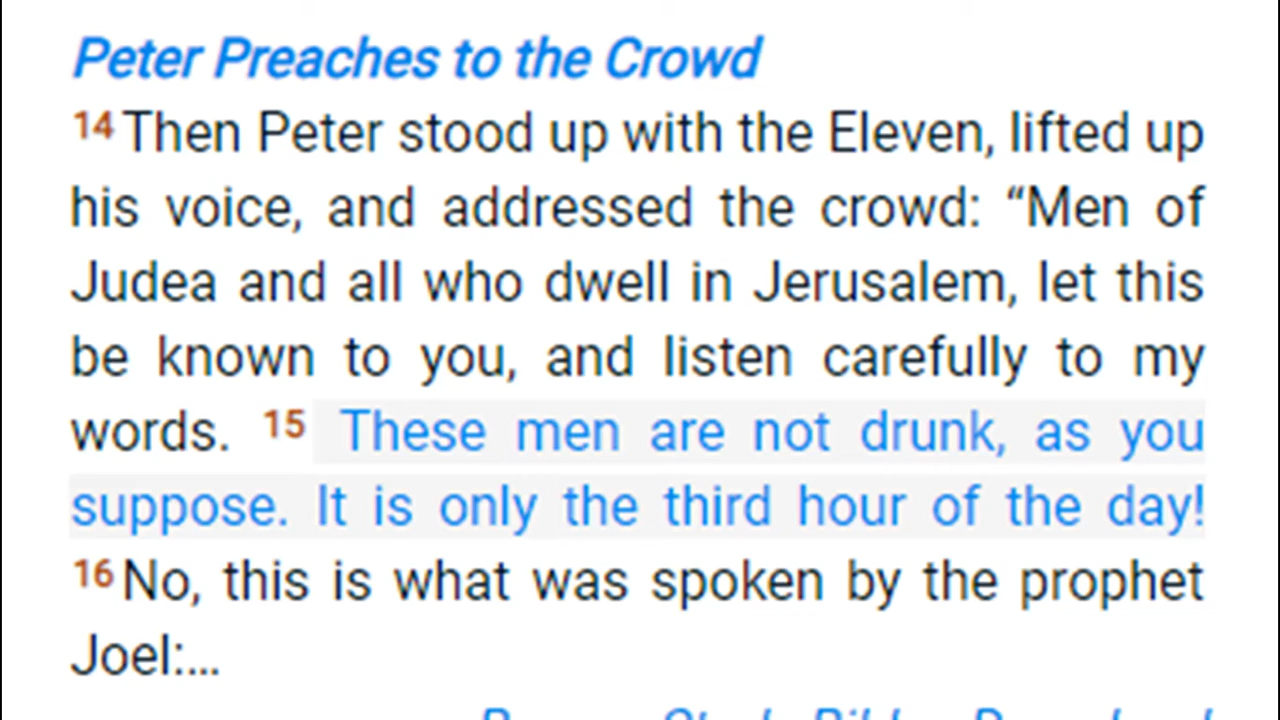 Peter Preaches to the Crowd
14 Then Peter stood up with the Eleven, lifted up
his voice, and addressed the crowd: “Men of
Judea and all who dwell in Jerusalem, let this
be known to you, and listen carefully to my
words. 15 These men are not drunk, as you
suppose. It is only the third hour of the day!
16 No, this is what was spoken by the prophet
Joel:…